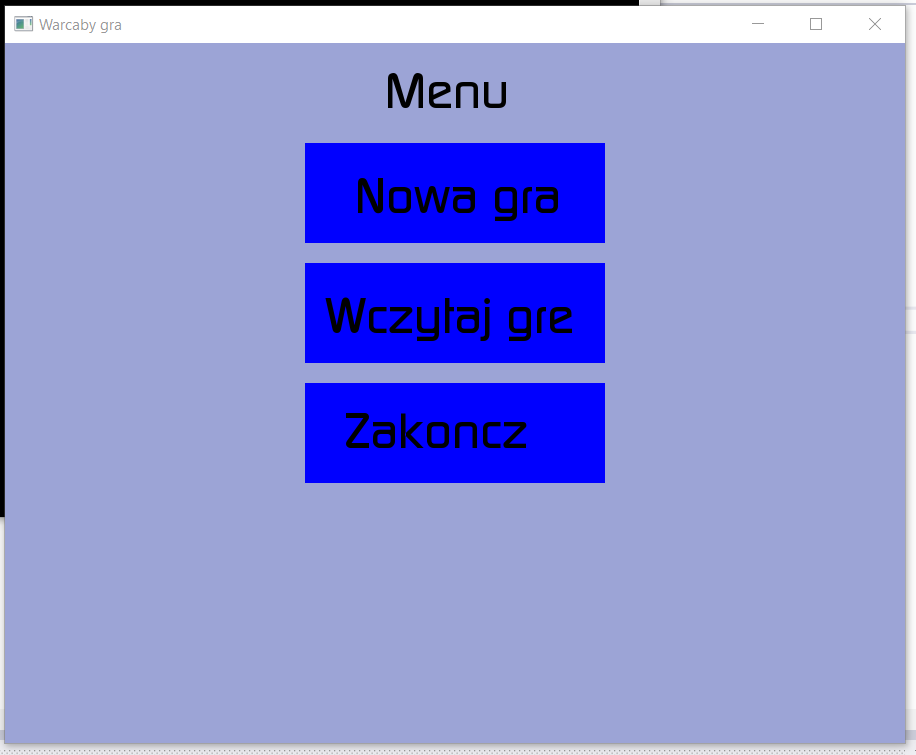 Warcaby gra
Menu
Nowa gra
Wczytaj gre
Zakoncz